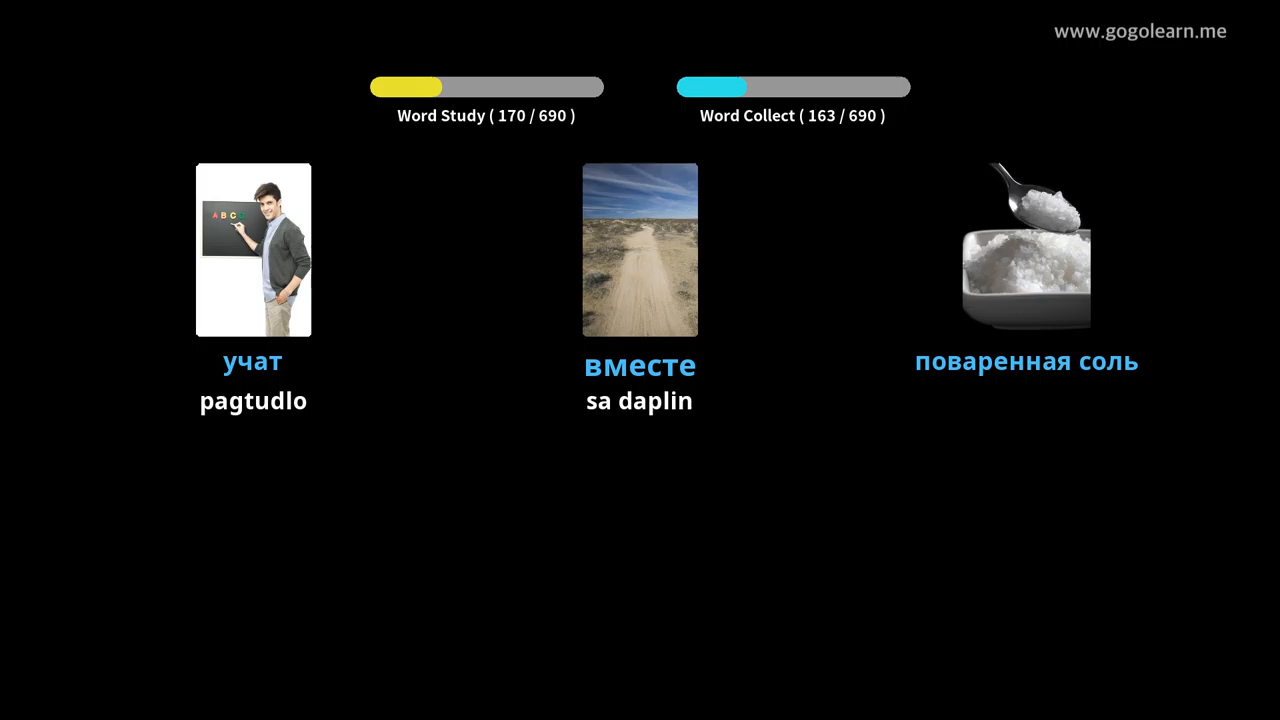 www.gogolearn.me
Word Study ( 170 / 690 )
Word Collect ( 163 / 690 )
A B C
учат
вместе
поваренная соль
pagtudlo
sa daplin